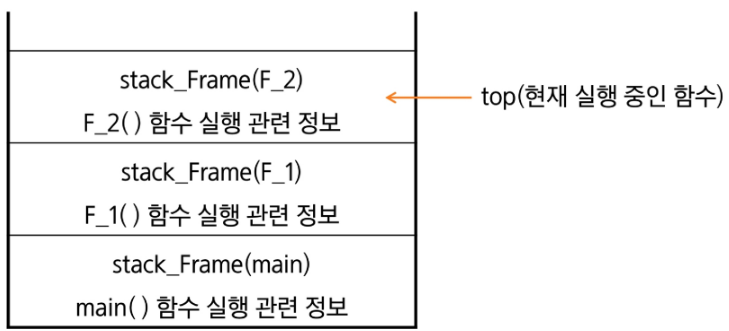 stack_Frame(F_2)
F_2( ) 함수 실행 관련 정보
top(현재 실행 중인 함수)
stack_Frame(F_1)
F_1( ) 함수 실행 관련 정보
stack_Frame(main)
main( ) 함수 실행 관련 정보